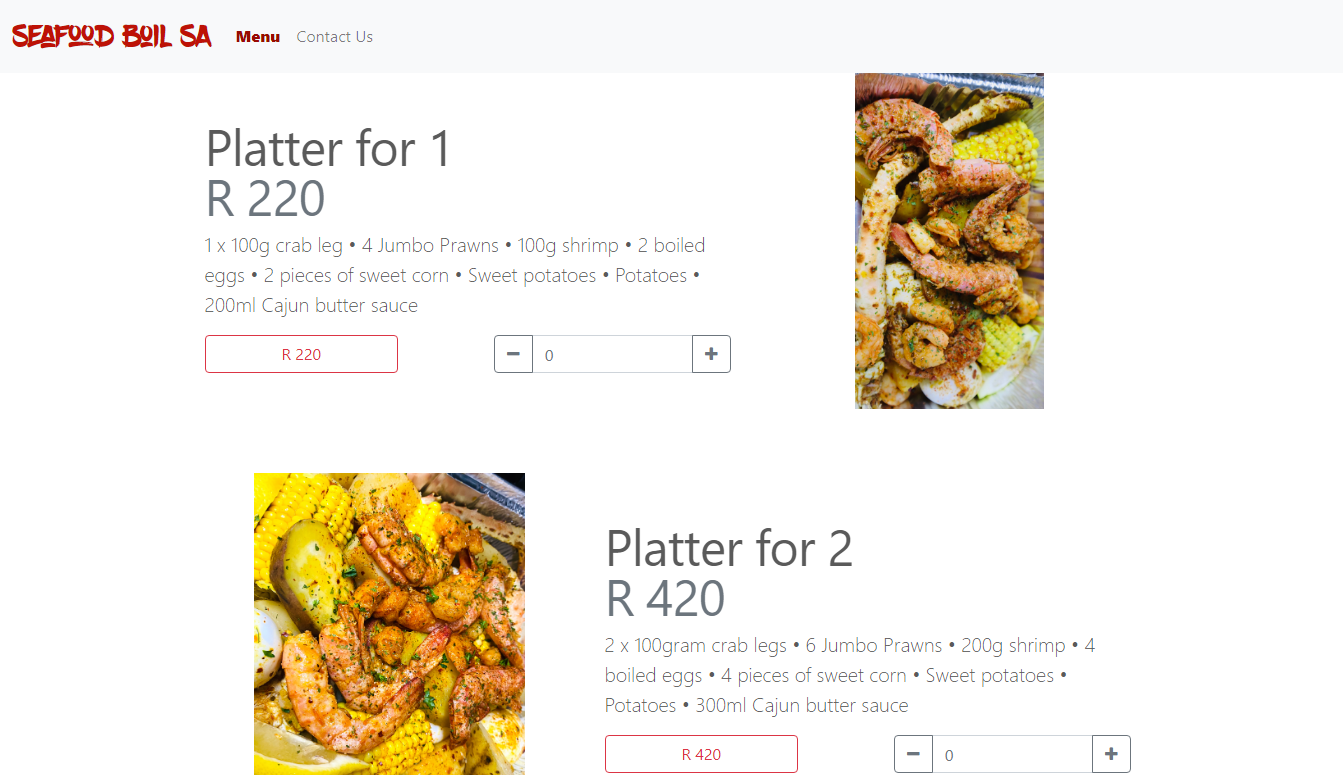 SEAFOOD BOIL SA
Menu
Contact Us
Platter for 1
R 220
1 x 100g crab leg • 4 Jumbo Prawns • 100g shrimp • 2 boiled
eggs • 2 pieces of sweet corn • Sweet potatoes • Potatoes •
200ml Cajun butter sauce
R 220
− 0 +
Platter for 2
R 420
2 x 100gram crab legs • 6 Jumbo Prawns • 200g shrimp • 4
boiled eggs • 4 pieces of sweet corn • Sweet potatoes •
Potatoes • 300ml Cajun butter sauce
R 420
− 0 +